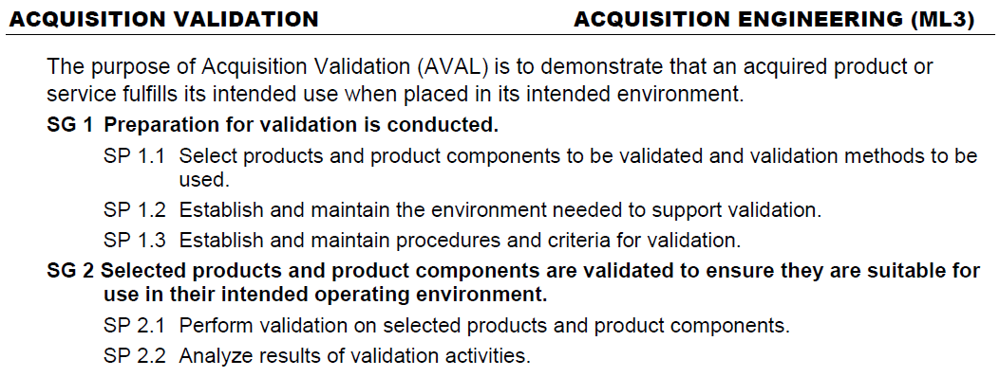 ACQUISITION VALIDATION ACQUISITION ENGINEERING (ML3)
The purpose of Acquisition Validation (AVAL) is to demonstrate that an acquired product or
service fulfills its intended use when placed in its intended environment.
SG 1 Preparation for validation is conducted.
SP 1.1 Select products and product components to be validated and validation methods to be
used.
SP 1.2 Establish and maintain the environment needed to support validation.
SP 1.3 Establish and maintain procedures and criteria for validation.
SG 2 Selected products and product components are validated to ensure they are suitable for
use in their intended operating environment.
SP 2.1 Perform validation on selected products and product components.
SP 2.2 Analyze results of validation activities.